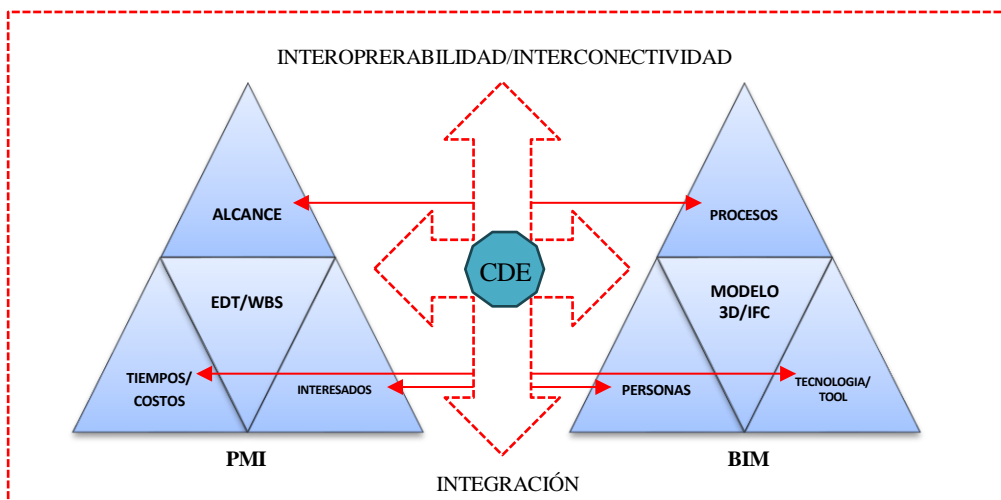 INTEROPRERABILIDAD/INTERCONECTIVIDAD
ALCANCE
EDT/WBS
TIEMPOS/
COSTOS
INTERESADOS
PMI
CDE
PROCESOS
MODELO
3D/IFC
PERSONAS
TECNOLOGIA/
TOOL
BIM
INTEGRACIÓN